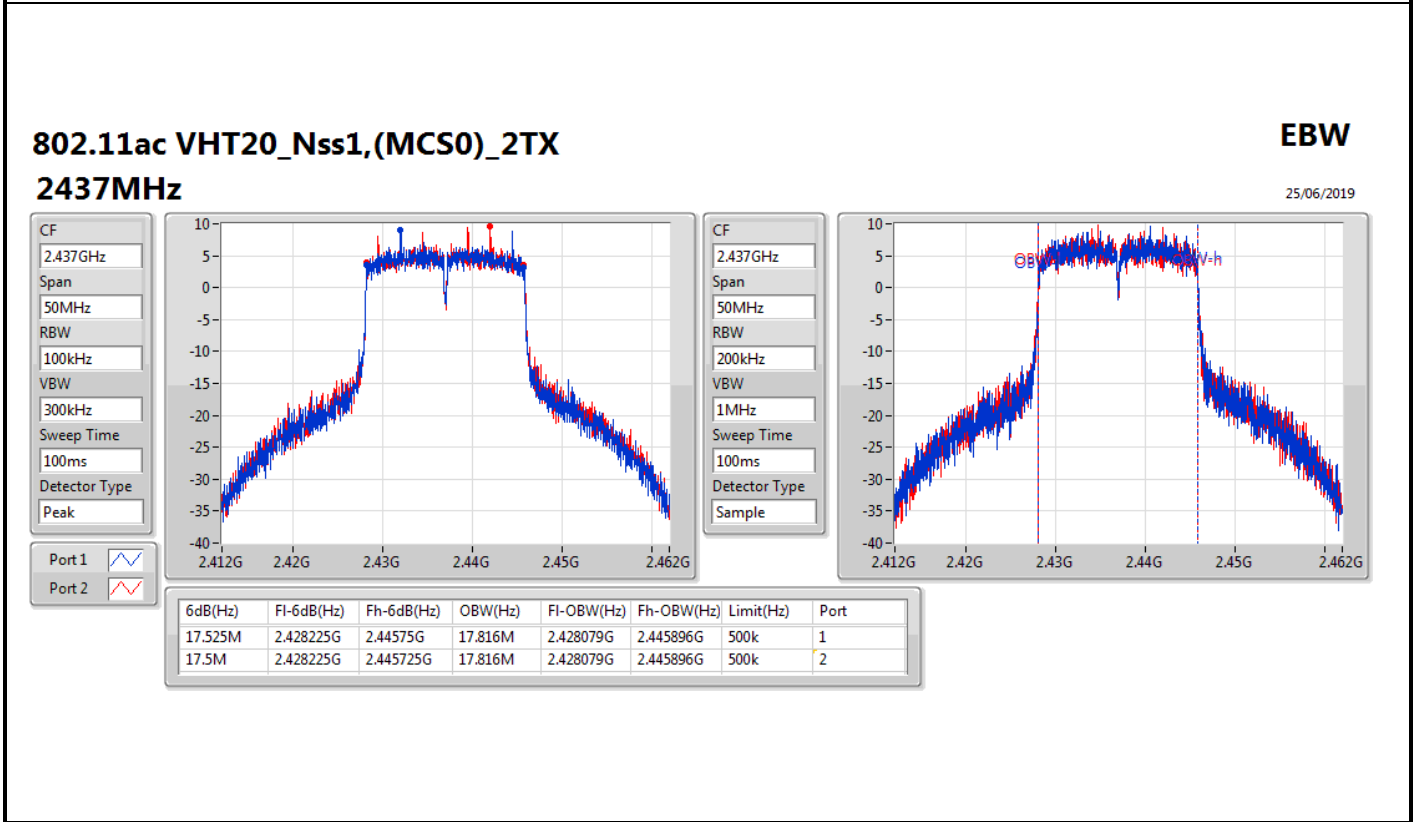 802.11ac VHT20_Nss1,(MCS0)_2TX
EBW
2437MHz
25/06/2019
CF
2.437GHz
Span
50MHz
RBW
100kHz
VBW
300kHz
Sweep Time
100ms
Detector Type
Peak
Port 1
Port 2
10
5
0
-5
-10
-15
-20
-25
-30
-35
-40
2.412G 2.42G 2.43G 2.44G 2.45G 2.462G
CF
2.437GHz
Span
50MHz
RBW
200kHz
VBW
1MHz
Sweep Time
100ms
Detector Type
Sample
10
5
0
-5
-10
-15
-20
-25
-30
-35
-40
2.412G 2.42G 2.43G 2.44G 2.45G 2.462G
6dB(Hz) Fl-6dB(Hz) Fh-6dB(Hz) OBW(Hz) Fl-OBW(Hz) Fh-OBW(Hz) Limit(Hz) Port
17.525M 2.428225G 2.44575G 17.816M 2.428079G 2.445896G 500k 1
17.5M 2.428225G 2.445725G 17.816M 2.428079G 2.445896G 500k 2